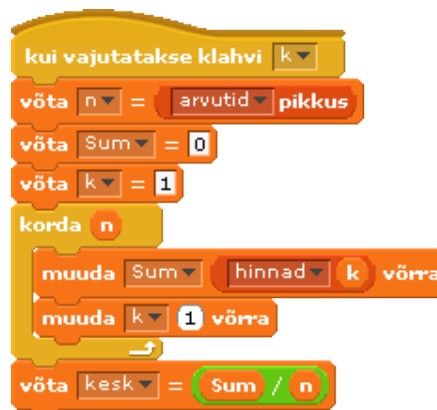 kui vajutatakse klahvi k
võta n = arvutid pikkus
võta Sum = 0
võta k = 1
korda n
muuda Sum hinnad k võrra
muuda k 1 võrra
võta kesk = Sum / n